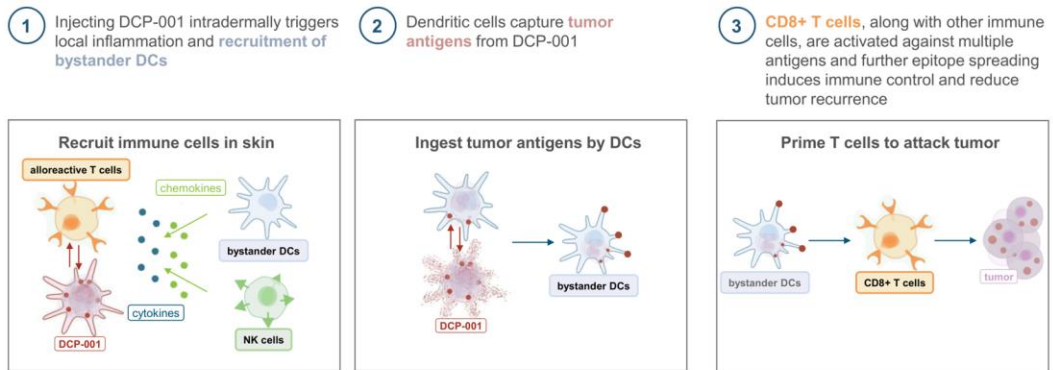 1
Injecting DCP-001 intradermally triggers
local inflammation and recruitment of
bystander DCs
2
Dendritic cells capture tumor
antigens from DCP-001
3
CD8+ T cells, along with other immune
cells, are activated against multiple
antigens and further epitope spreading
induces immune control and reduce
tumor recurrence
Recruit immune cells in skin
alloreactive T cells
chemokines
bystander DCs
cytokines
DCP-001
NK cells
Ingest tumor antigens by DCs
bystander DCs
DCP-001
Prime T cells to attack tumor
bystander DCs
CD8+ T cells
tumor